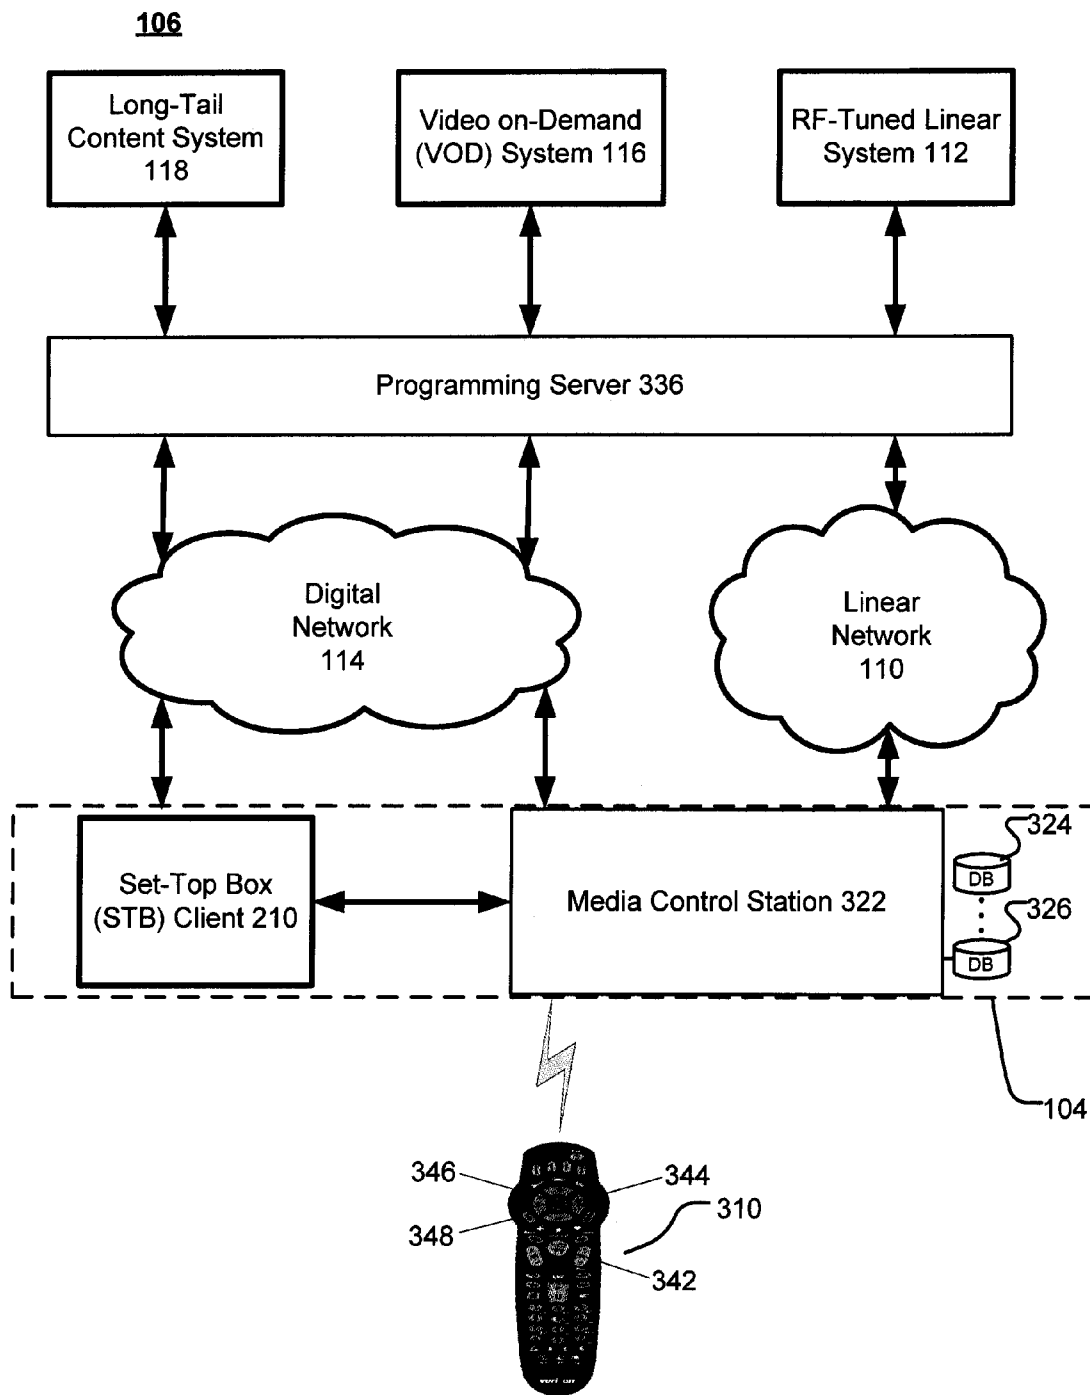 106
Long-Tail
Content System
118
Video on-Demand
(VOD) System 116
RF-Tuned Linear
System 112
Programming Server 336
Digital
Network
114
Linear
Network
110
Set-Top Box
(STB) Client 210
Media Control Station 322
324
DB
326
DB
104
346
344
310
348
342